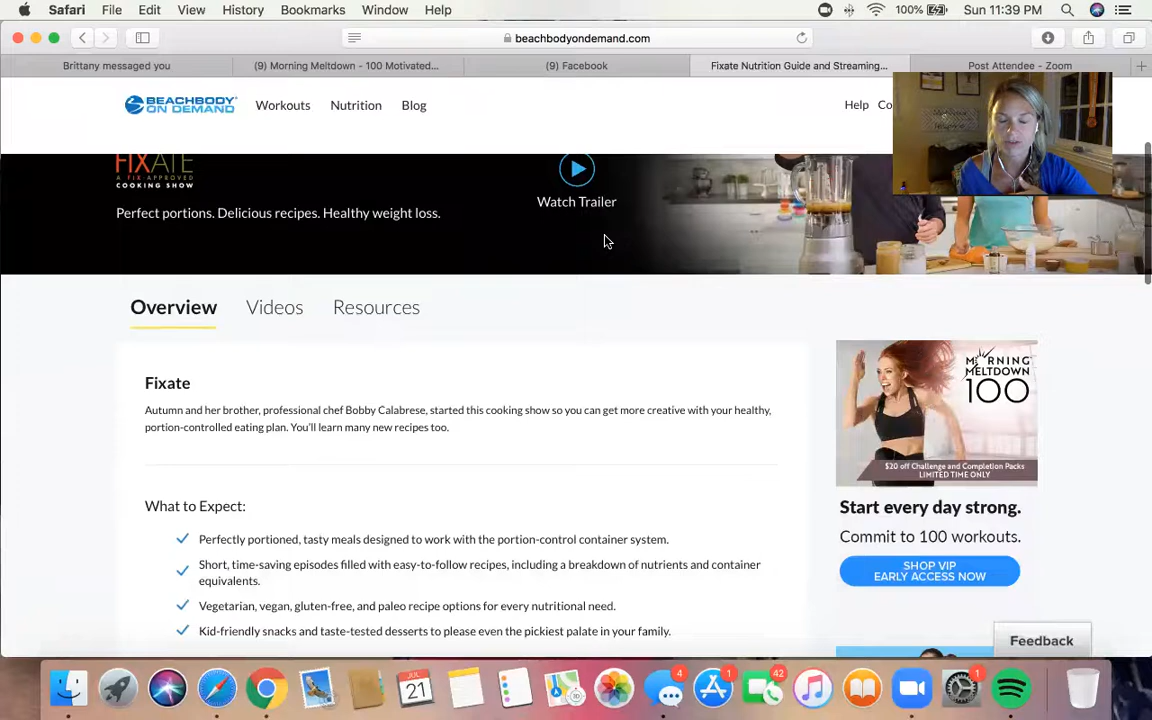 Safari File Edit View History Bookmarks Window Help 100% Sun 11:39 PM
beachbodyondemand.com
Brittany messaged you (9) Morning Meltdown - 100 Motivated... (9) Facebook Fixate Nutrition Guide and Streaming... Post Attendee - Zoom
BEACHBODY
ON DEMAND
Workouts Nutrition Blog Help Co
FIXATE
A FIX-APPROVED
COOKING SHOW
Perfect portions. Delicious recipes. Healthy weight loss.
Watch Trailer
Overview Videos Resources
Fixate
Autumn and her brother, professional chef Bobby Calabrese, started this cooking show so you can get more creative with your healthy,
portion-controlled eating plan. You'll learn many new recipes too.
What to Expect:
Perfectly portioned, tasty meals designed to work with the portion-control container system.
Short, time-saving episodes filled with easy-to-follow recipes, including a breakdown of nutrients and container
equivalents.
Vegetarian, vegan, gluten-free, and paleo recipe options for every nutritional need.
Kid-friendly snacks and taste-tested desserts to please even the pickiest palate in your family.
MORNING
MELTDOWN
100
$20 off Challenge and Completion Packs
LIMITED TIME ONLY
Start every day strong.
Commit to 100 workouts.
SHOP VIP
EARLY ACCESS NOW
Feedback
JUL
21
4
1
42
1